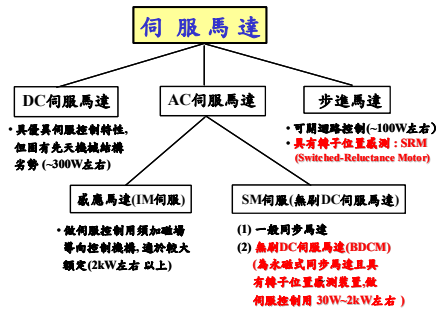 伺服馬達
DC伺服馬達
AC伺服馬達
步進馬達
•具優異伺服控制特性,
但固有先天機械結構
劣勢 (~300W左右)
•可開迴路控制(~100W左右)
•具有轉子位置感測 : SRM
(Switched-Reluctance Motor)
感應馬達(IM伺服)
SM伺服(無刷DC伺服馬達)
•做伺服控制用須加磁場
導向控制機構, 適於較大
額定(2kW左右 以上)
(1) 一般同步馬達
(2) 無刷DC伺服馬達(BDCM)
(為永磁式同步馬達且具
有轉子位置感測裝置,做
伺服控制用 30W~2kW左右 )